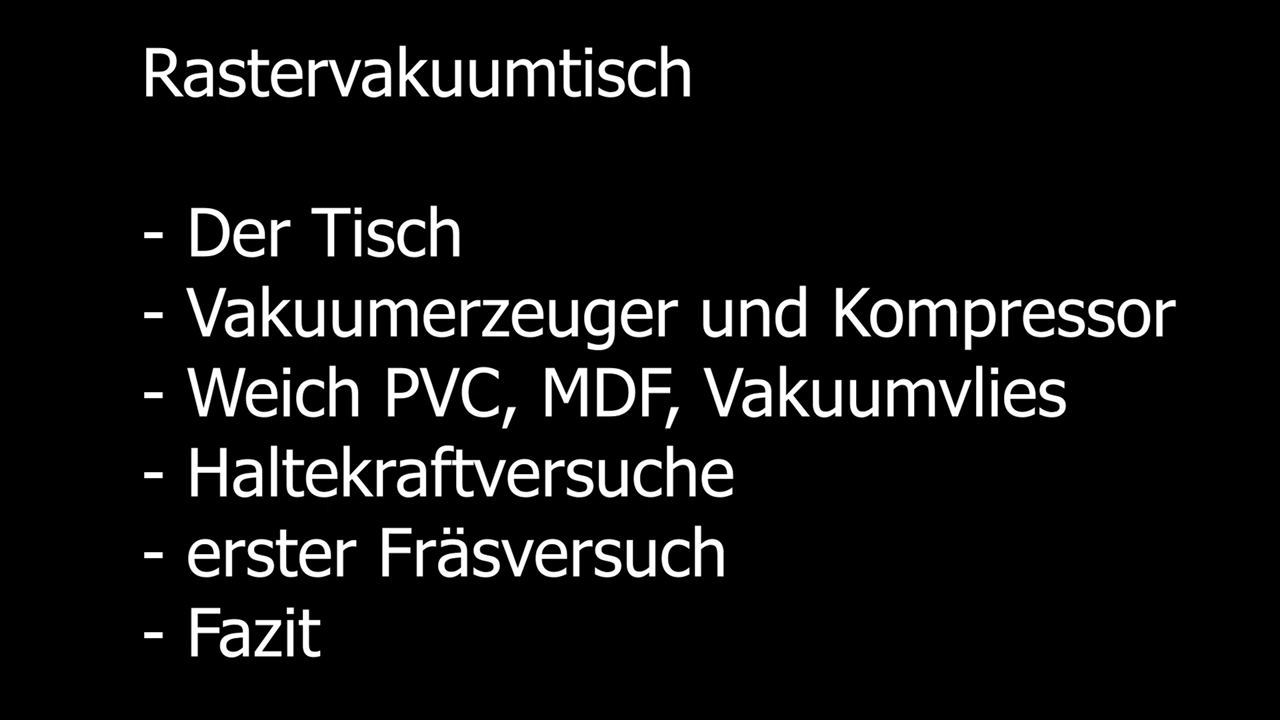 Rastervakuumtisch
- Der Tisch
- Vakuumerzeuger und Kompressor
- Weich PVC, MDF, Vakuumvlies
- Haltekraftversuche
- erster Fräsversuch
- Fazit